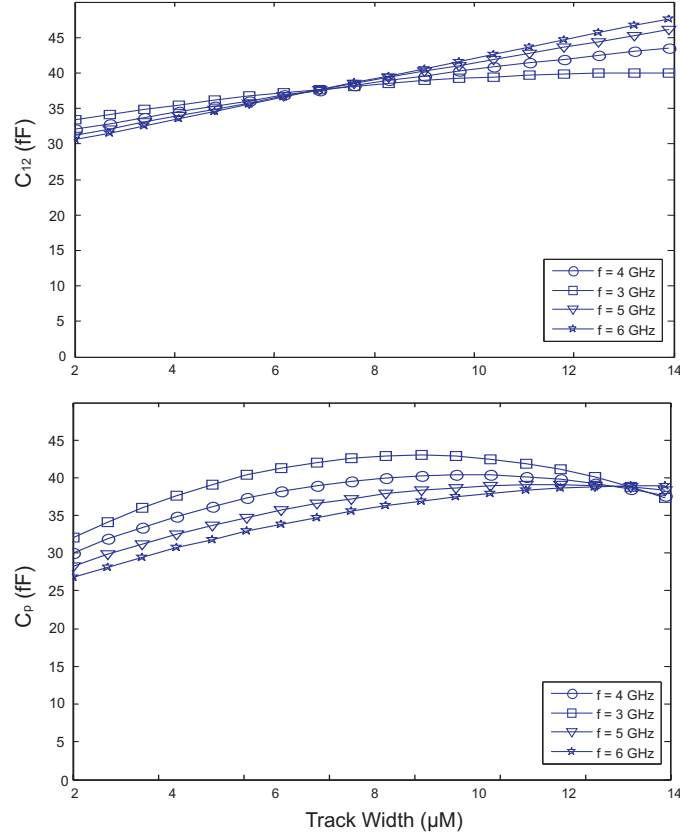 45
40
35
30
25
20
15
10
5
0
C12 (fF)
2 4 6 8 10 12 14
f = 4 GHz
f = 3 GHz
f = 5 GHz
f = 6 GHz
45
40
35
30
25
20
15
10
5
0
Cp (fF)
2 4 6 8 10 12 14
f = 4 GHz
f = 3 GHz
f = 5 GHz
f = 6 GHz
Track Width (µM)